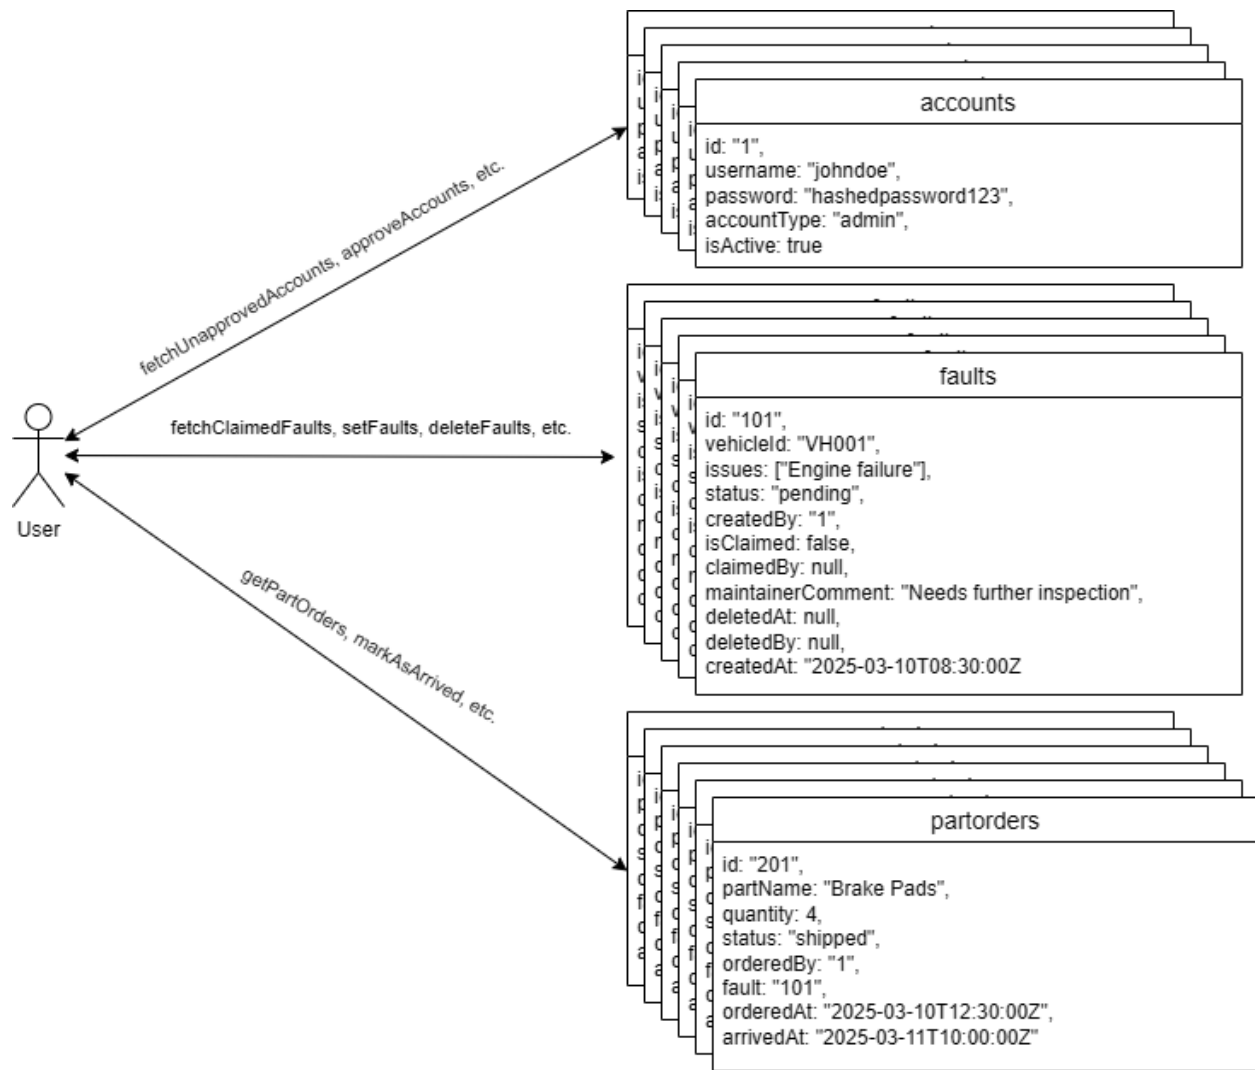 accounts
id: "1",
username: "johndoe",
password: "hashedpassword123",
accountType: "admin",
isActive: true
fetchUnapprovedAccounts, approveAccounts, etc.
faults
id: "101",
vehicleId: "VH001",
issues: ["Engine failure"],
status: "pending",
createdBy: "1",
isClaimed: false,
claimedBy: null,
maintainerComment: "Needs further inspection",
deletedAt: null,
deletedBy: null,
createdAt: "2025-03-10T08:30:00Z
fetchClaimedFaults, setFaults, deleteFaults, etc.
User
getPartOrders, markAsArrived, etc.
partorders
id: "201",
partName: "Brake Pads",
quantity: 4,
status: "shipped",
orderedBy: "1",
fault: "101",
orderedAt: "2025-03-10T12:30:00Z",
arrivedAt: "2025-03-11T10:00:00Z"